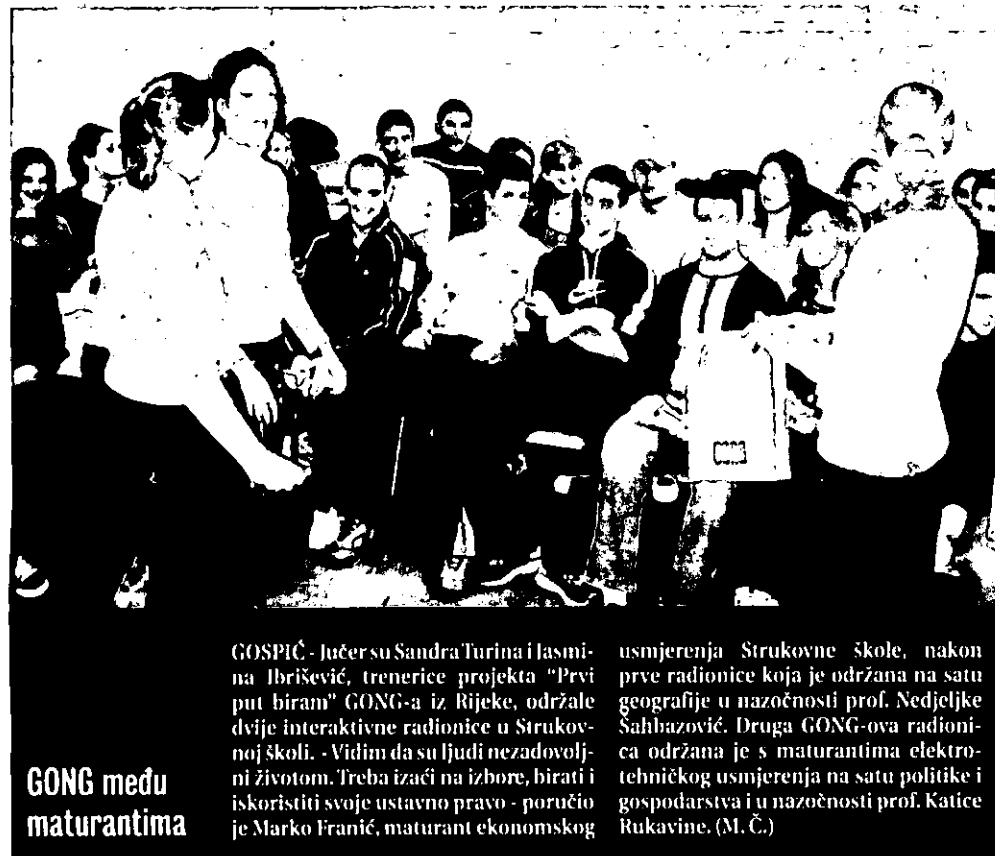 GONG među
maturantima
GOSPIĆ - Jučer su Sandra Turina i Jasmi-
na Ibrišević, trenerice projekta “Prvi
put biram” GONG-a iz Rijeke, održale
dvije interaktivne radionice u Strukov-
noj školi. - Vidim da su ljudi nezadovolj-
ni životom. Treba izaći na izbore, birati i
iskoristiti svoje ustavno pravo - poručio
je Marko Franić, maturant ekonomskog
usmjerenja Strukovne škole, nakon
prve radionice koja je održana na satu
geografije u nazočnosti prof. Nedjeljke
Šahbazović. Druga GONG-ova radioni-
ca održana je s maturantima elektro-
tehničkog usmjerenja na satu politike i
gospodarstva i u nazočnosti prof. Katice
Rukavine. (M. Č.)